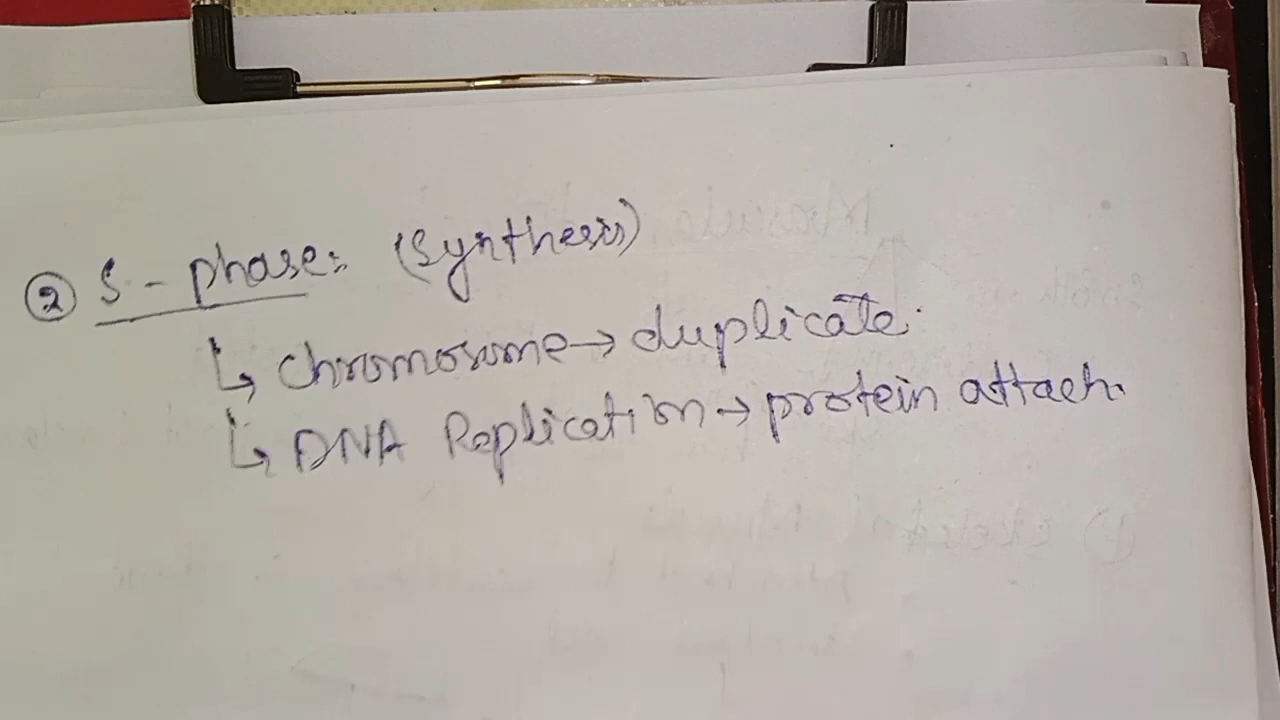 ② S - phase: (Synthesis)
↳ chromosome → duplicate.
↳ DNA Replication → protein attach.